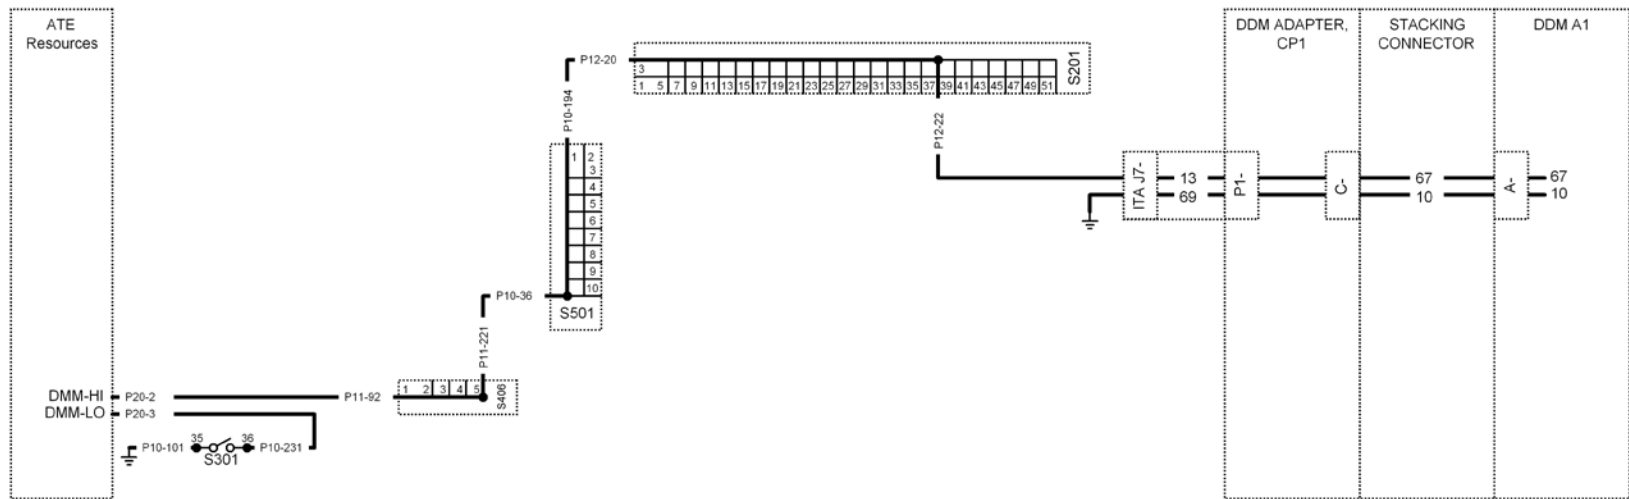 ATE
Resources
DDM ADAPTER,
CP1
STACKING
CONNECTOR
DDM A1
P12-20
3
1 5 7 9 11 13 15 17 19 21 23 25 27 29 31 33 35 37 39 41 43 45 47 49 51
S201
P10-194
P12-22
1 2
3
4
5
6
7
8
9
10
S501
ITA J7-
13
69
P1-
C-
67
10
A-
67
10
P10-36
P11-221
1 2 3 4 5
S406
DMM-HI P20-2 P11-92
DMM-LO P20-3
P10-101 35 36 P10-231
S301